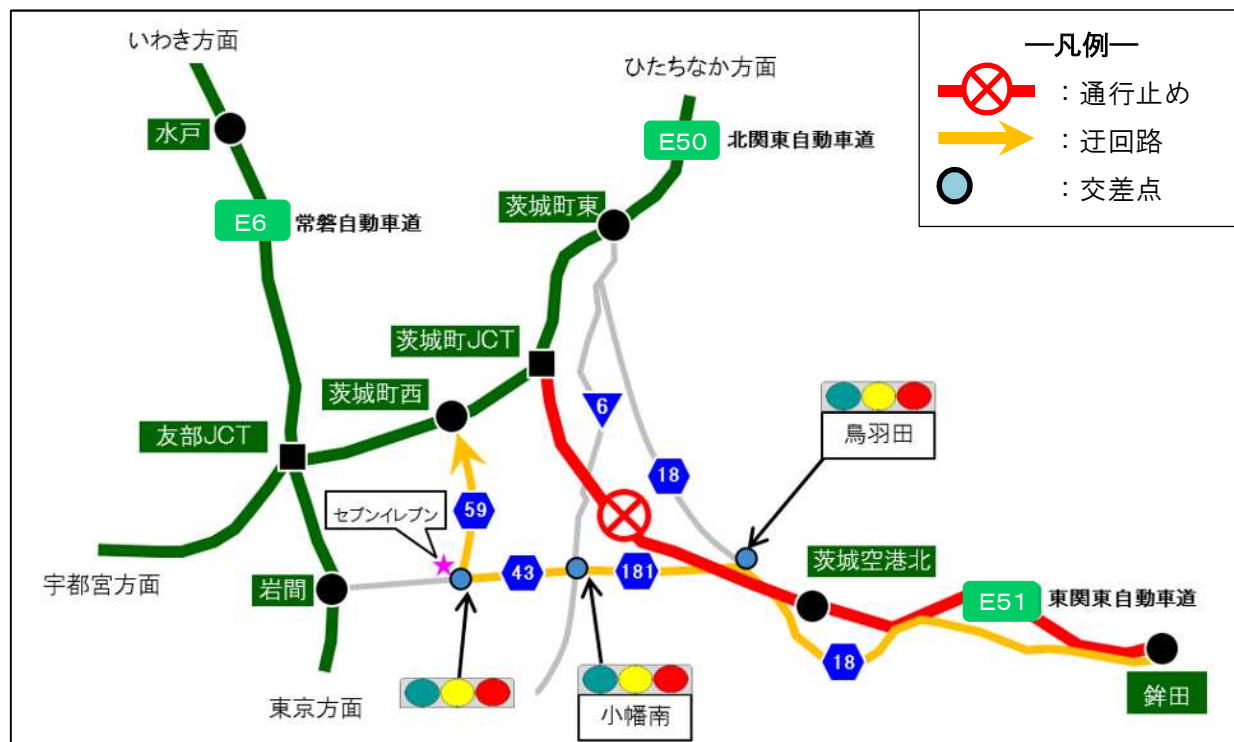 いわき方面
ひたちなか方面
―凡例―
：通行止め
：迂回路
：交差点
水戸
E50
北関東自動車道
茨城町東
E6
常磐自動車道
茨城町JCT
茨城町西
6
鳥羽田
友部JCT
18
セブンイレブン
59
宇都宮方面
岩間
43
181
茨城空港北
E51
東関東自動車道
18
東京方面
小幡南
鉾田